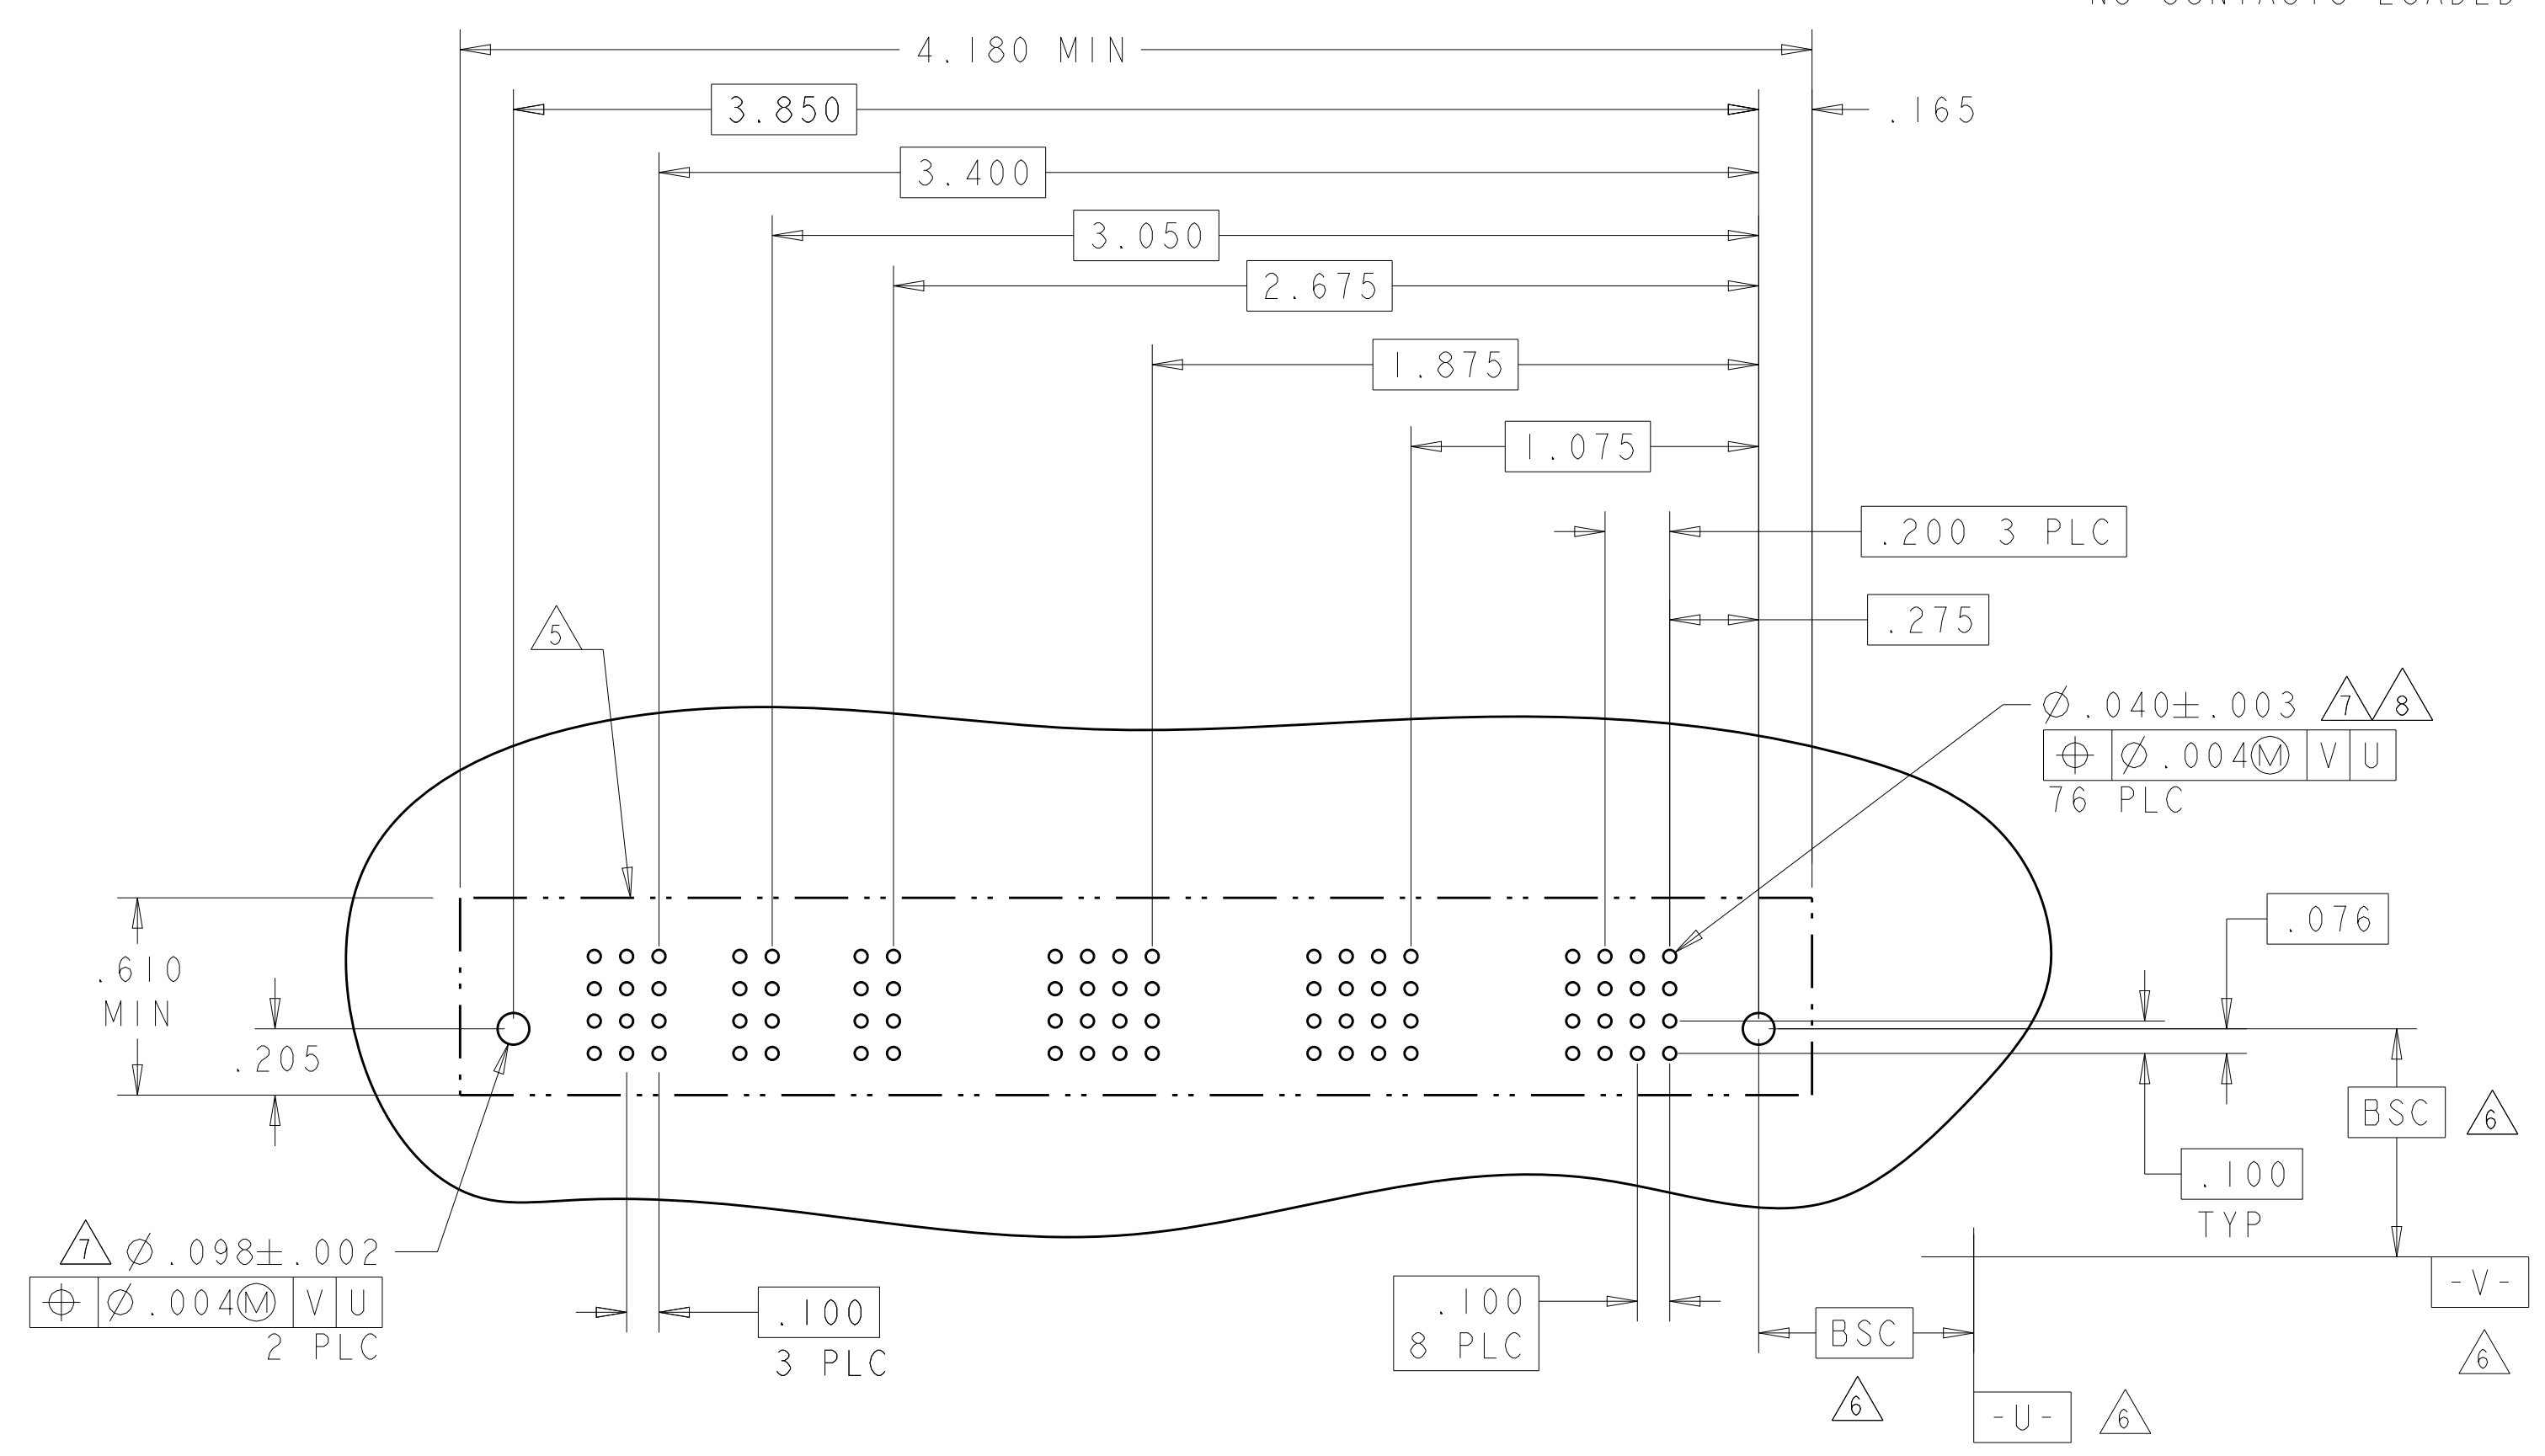 4.180 MIN
3.850
.165
3.400
3.050
2.675
1.875
1.075
.200 3 PLC
.275
5
Ø.040±.003 7 8
⌖ Ø.004Ⓜ V U
76 PLC
.076
.610
MIN
.205
BSC 6
.100
TYP
7 Ø.098±.002
⌖ Ø.004Ⓜ V U
2 PLC
.100
3 PLC
.100
8 PLC
BSC
6
-V-
6
-U- 6